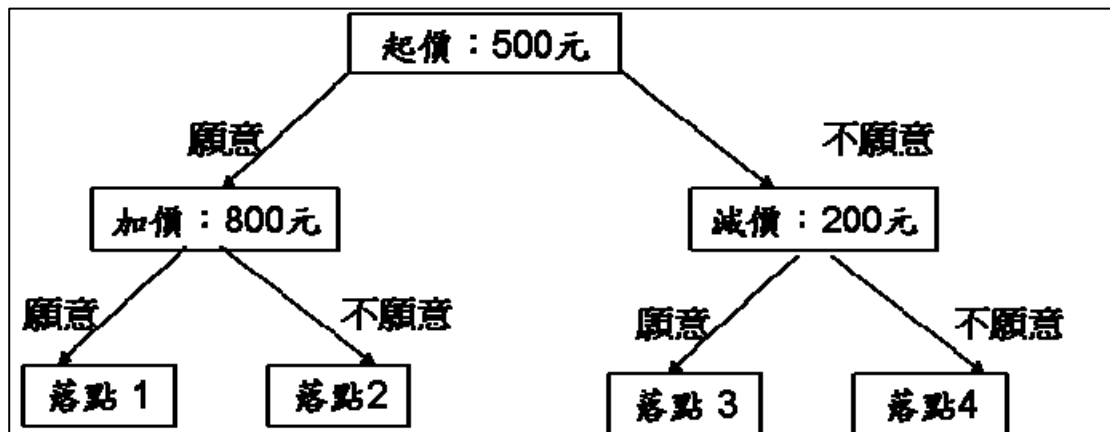 起價：500元
願意
不願意
加價：800元
減價：200元
願意
不願意
願意
不願意
落點 1
落點2
落點 3
落點4